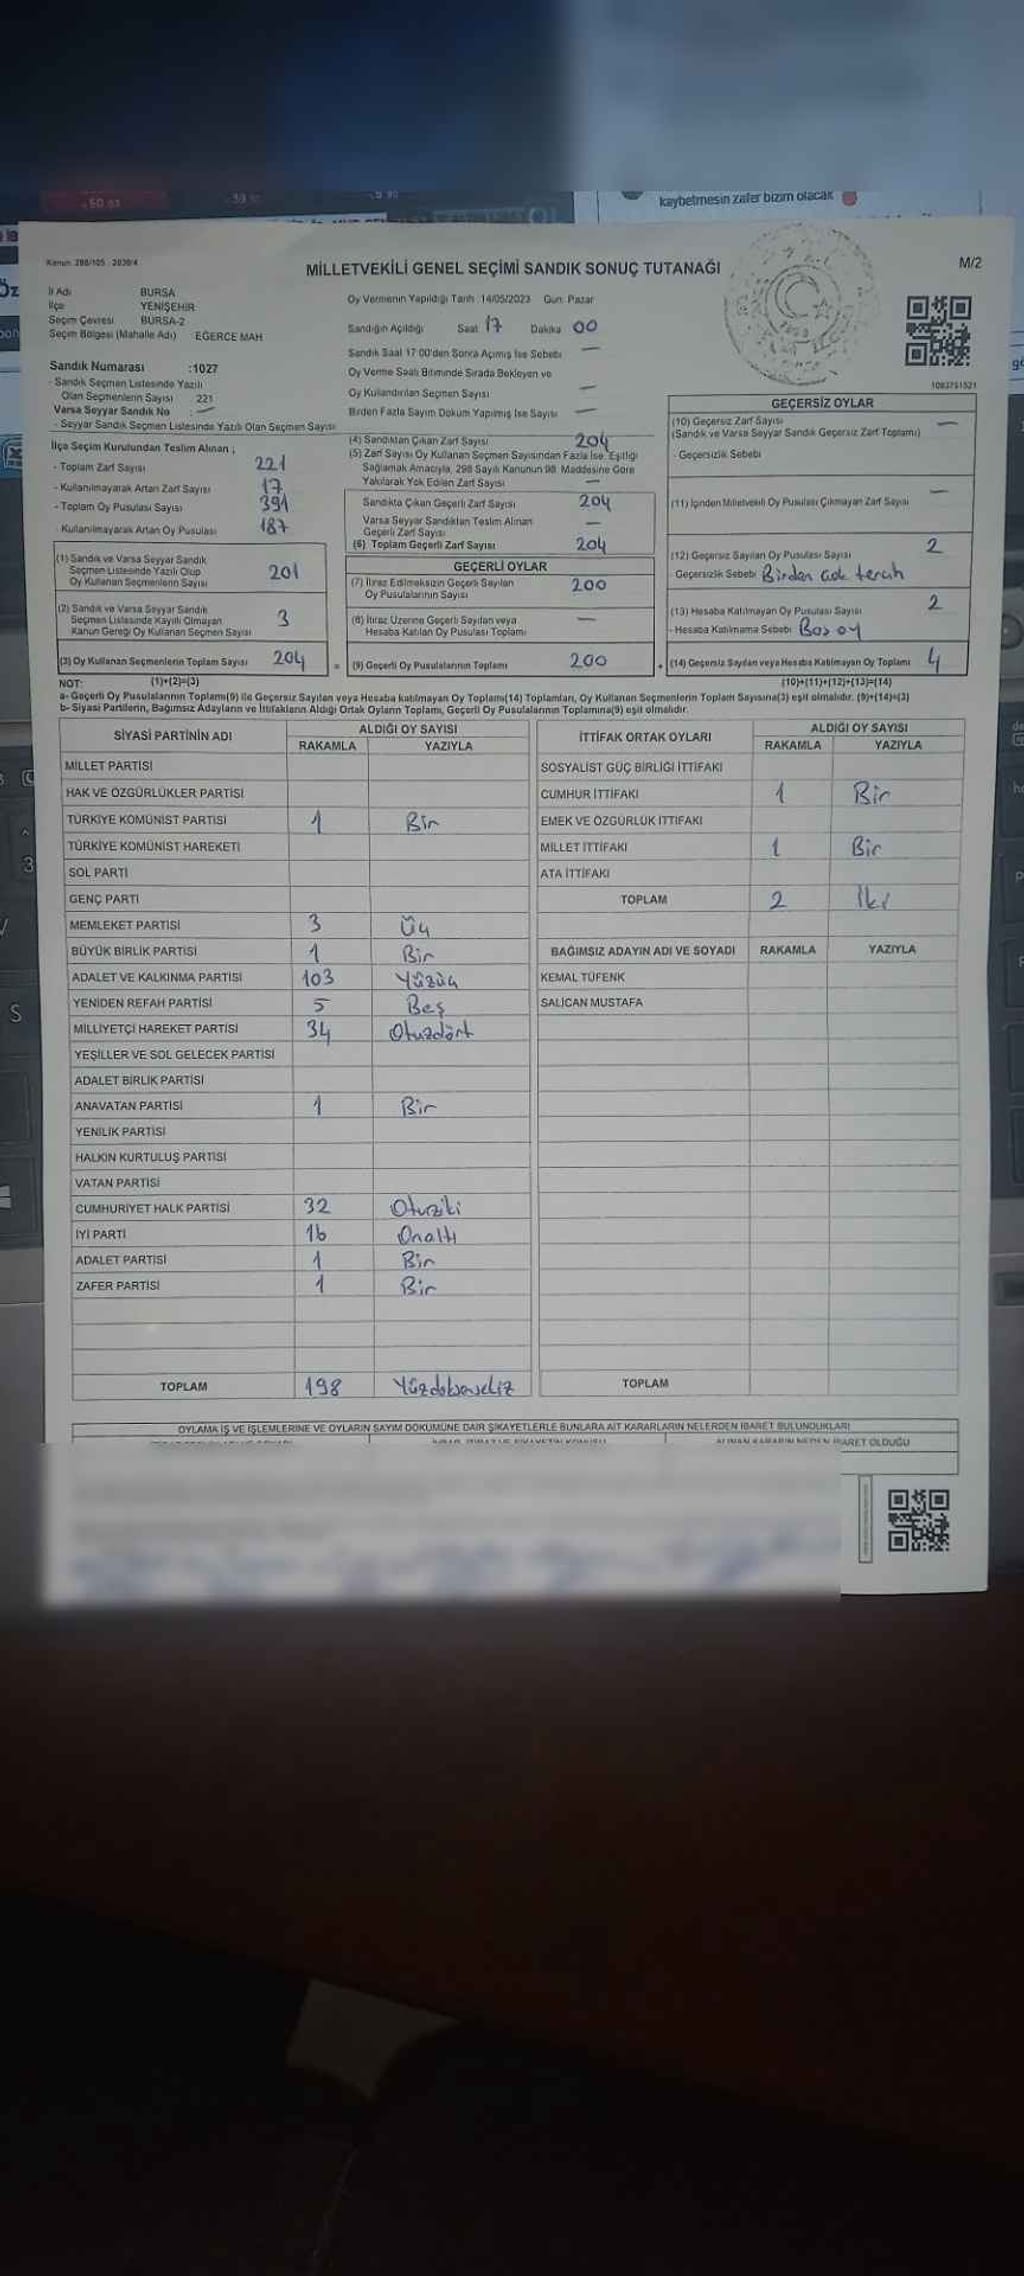 kaybetmesin zafer bizim olacak
MİLLETVEKİLİ GENEL SEÇİMİ SANDIK SONUÇ TUTANAĞI
M/2
İl Adı BURSA
İlçe YENİŞEHİR
Seçim Çevresi BURSA-2
Seçim Bölgesi (Mahalle Adı) EĞERCE MAH
Sandık Numarası :1027
- Sandık Seçmen Listesinde Yazılı
Olan Seçmenlerin Sayısı 221
Varsa Seyyar Sandık No : —
- Seyyar Sandık Seçmen Listesinde Yazılı Olan Seçmen Sayısı
Oy Vermenin Yapıldığı Tarih :14/05/2023 Gün: Pazar
Sandığın Açıldığı Saat 17 Dakika 00
Sandık Saat 17:00'den Sonra Açılmış İse Sebebi —
Oy Verme Saati Bitiminde Sırada Bekleyen ve
Oy Kullandırılan Seçmen Sayısı —
Birden Fazla Sayım Döküm Yapılmış İse Sayısı —
1083751521
İlçe Seçim Kurulundan Teslim Alınan ;
- Toplam Zarf Sayısı 221
- Kullanılmayarak Artan Zarf Sayısı 17
- Toplam Oy Pusulası Sayısı 391
- Kullanılmayarak Artan Oy Pusulası 187
(1) Sandık ve Varsa Seyyar Sandık
Seçmen Listesinde Yazılı Olup
Oy Kullanan Seçmenlerin Sayısı 201
(2) Sandık ve Varsa Seyyar Sandık
Seçmen Listesinde Kayıtlı Olmayan
Kanun Gereği Oy Kullanan Seçmen Sayısı 3
(3) Oy Kullanan Seçmenlerin Toplam Sayısı 204 =
(4) Sandıktan Çıkan Zarf Sayısı 204
(5) Zarf Sayısı Oy Kullanan Seçmen Sayısından Fazla İse, Eşitliği
Sağlamak Amacıyla, 298 Sayılı Kanunun 98. Maddesine Göre
Yakılarak Yok Edilen Zarf Sayısı —
Sandıkta Çıkan Geçerli Zarf Sayısı 204
Varsa Seyyar Sandıktan Teslim Alınan
Geçerli Zarf Sayısı —
(6) Toplam Geçerli Zarf Sayısı 204
GEÇERLİ OYLAR
(7) İtiraz Edilmeksizin Geçerli Sayılan
Oy Pusulalarının Sayısı 200
(8) İtiraz Üzerine Geçerli Sayılan veya
Hesaba Katılan Oy Pusulası Toplamı —
(9) Geçerli Oy Pusulalarının Toplamı 200 +
GEÇERSİZ OYLAR
(10) Geçersiz Zarf Sayısı —
(Sandık ve Varsa Seyyar Sandık Geçersiz Zarf Toplamı)
- Geçersizlik Sebebi
(11) İçinden Milletvekili Oy Pusulası Çıkmayan Zarf Sayısı —
(12) Geçersiz Sayılan Oy Pusulası Sayısı 2
- Geçersizlik Sebebi Birden çok tercih
(13) Hesaba Katılmayan Oy Pusulası Sayısı 2
- Hesaba Katılmama Sebebi Boş oy
(14) Geçersiz Sayılan veya Hesaba Katılmayan Oy Toplamı 4
NOT: (1)+(2)=(3) (10)+(11)+(12)+(13)=(14)
a- Geçerli Oy Pusulalarının Toplamı(9) ile Geçersiz Sayılan veya Hesaba katılmayan Oy Toplamı(14) Toplamları, Oy Kullanan Seçmenlerin Toplam Sayısına(3) eşit olmalıdır. (9)+(14)=(3)
b- Siyasi Partilerin, Bağımsız Adayların ve İttifakların Aldığı Ortak Oyların Toplamı, Geçerli Oy Pusulalarının Toplamına(9) eşit olmalıdır.
SİYASİ PARTİNİN ADI ALDIĞI OY SAYISI
RAKAMLA YAZIYLA
MİLLET PARTİSİ
HAK VE ÖZGÜRLÜKLER PARTİSİ
TÜRKİYE KOMÜNİST PARTİSİ 1 Bir
TÜRKİYE KOMÜNİST HAREKETİ
SOL PARTİ
GENÇ PARTİ
MEMLEKET PARTİSİ 3 Üç
BÜYÜK BİRLİK PARTİSİ 1 Bir
ADALET VE KALKINMA PARTİSİ 103 Yüzüç
YENİDEN REFAH PARTİSİ 5 Beş
MİLLİYETÇİ HAREKET PARTİSİ 34 Otuzdört
YEŞİLLER VE SOL GELECEK PARTİSİ
ADALET BİRLİK PARTİSİ
ANAVATAN PARTİSİ 1 Bir
YENİLİK PARTİSİ
HALKIN KURTULUŞ PARTİSİ
VATAN PARTİSİ
CUMHURİYET HALK PARTİSİ 32 Otuziki
İYİ PARTİ 16 Onaltı
ADALET PARTİSİ 1 Bir
ZAFER PARTİSİ 1 Bir
TOPLAM 198 Yüzdoksansekiz
İTTİFAK ORTAK OYLARI ALDIĞI OY SAYISI
RAKAMLA YAZIYLA
SOSYALİST GÜÇ BİRLİĞİ İTTİFAKI
CUMHUR İTTİFAKI 1 Bir
EMEK VE ÖZGÜRLÜK İTTİFAKI
MİLLET İTTİFAKI 1 Bir
ATA İTTİFAKI
TOPLAM 2 İki
BAĞIMSIZ ADAYIN ADI VE SOYADI RAKAMLA YAZIYLA
KEMAL TÜFENK
SALİCAN MUSTAFA
TOPLAM
OYLAMA İŞ VE İŞLEMLERİNE VE OYLARIN SAYIM DÖKÜMÜNE DAİR ŞİKAYETLERLE BUNLARA AİT KARARLARIN NELERDEN İBARET BULUNDUKLARI
ALINAN KARARIN NEDEN İBARET OLDUĞU